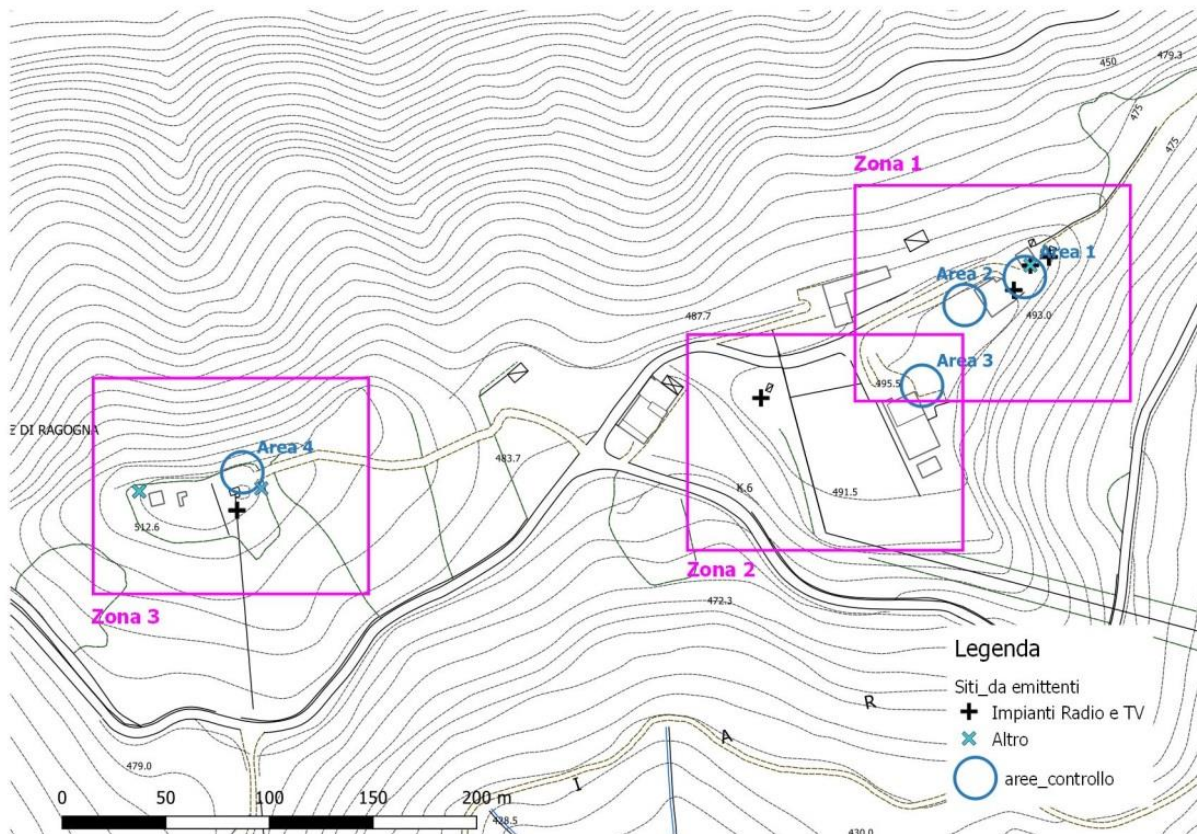 450
479.3
475
475
Zona 1
Area 1
Area 2
493.0
487.7
Area 3
495.5
E DI RAGOGNA
Area 4
483.7
K.6
491.5
512.6
Zona 2
Zona 3
472.3
Legenda
Siti_da emittenti
Impianti Radio e TV
Altro
aree_controllo
R
A
I
479.0
0 50 100 150 200 m
428.5
430.0